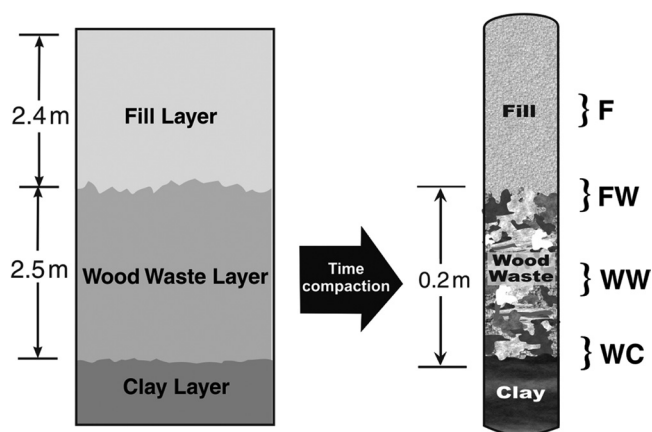 2.4 m
Fill Layer
2.5 m
Wood Waste Layer
Clay Layer
Time
compaction
0.2 m
Fill
Wood
Waste
Clay
} F
} FW
} WW
} WC